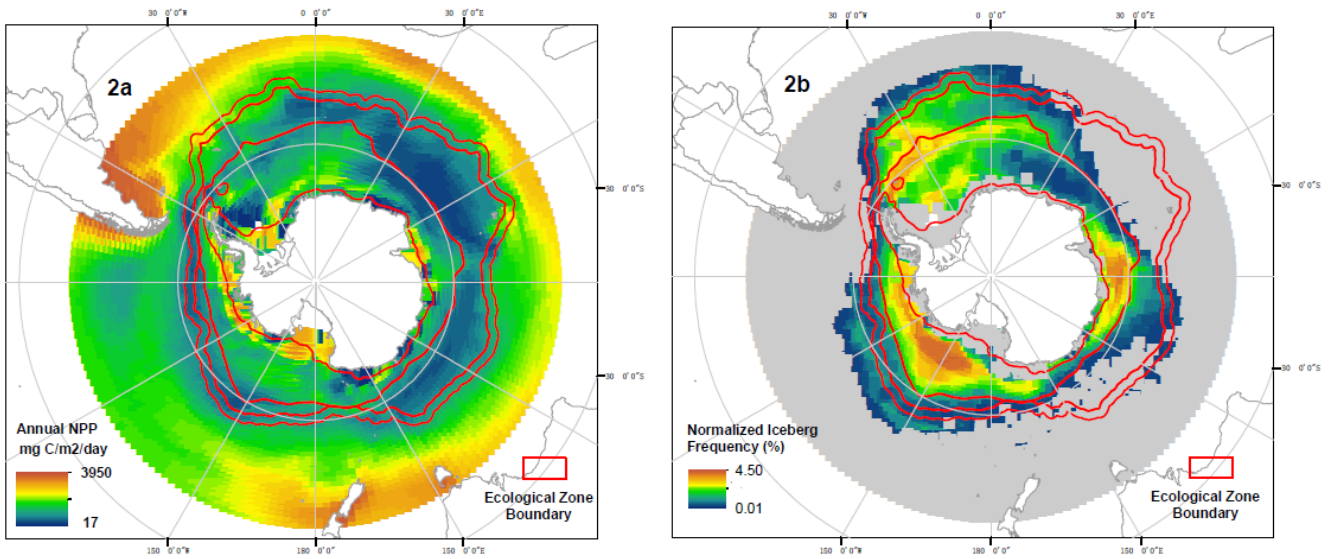 30 0'0"W
0 0'0"
30 0'0"E
2a
30 0'0"S
30 0'0"S
Annual NPP
mg C/m2/day
3950
17
Ecological Zone
Boundary
150 0'0"W
180 0'0"
150 0'0"E
30 0'0"W
0 0'0"
30 0'0"E
2b
30 0'0"S
30 0'0"S
Normalized Iceberg
Frequency (%)
4.50
0.01
Ecological Zone
Boundary
150 0'0"W
180 0'0"
150 0'0"E